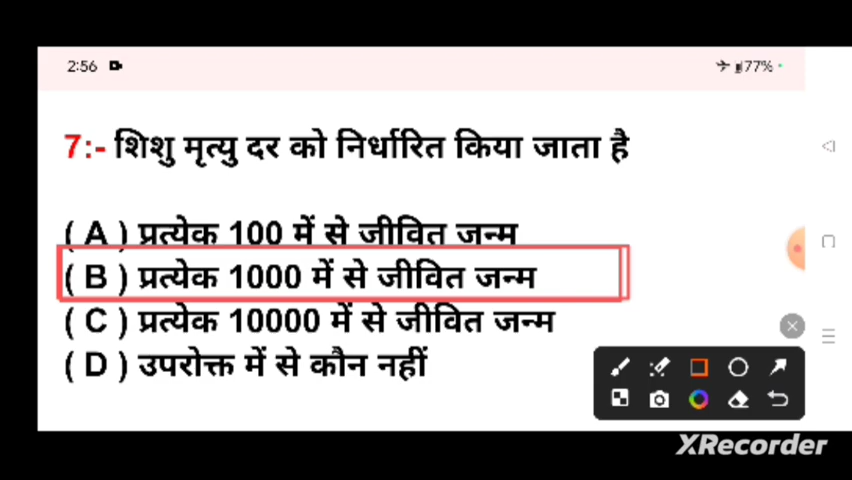 2:56
77%
7:- शिशु मृत्यु दर को निर्धारित किया जाता है
( A ) प्रत्येक 100 में से जीवित जन्म
( B ) प्रत्येक 1000 में से जीवित जन्म
( C ) प्रत्येक 10000 में से जीवित जन्म
( D ) उपरोक्त में से कौन नहीं
XRecorder